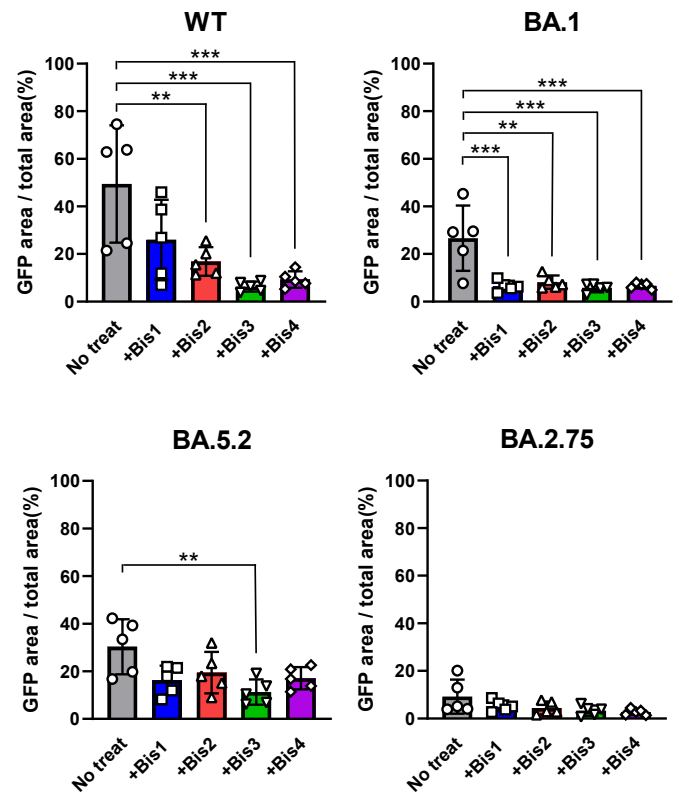 WT
GFP area / total area(%)
100
80
60
40
20
0
***
***
**
No treat
+Bis1
+Bis2
+Bis3
+Bis4
BA.1
GFP area / total area(%)
100
80
60
40
20
0
***
***
**
***
No treat
+Bis1
+Bis2
+Bis3
+Bis4
BA.5.2
GFP area / total area(%)
100
80
60
40
20
0
**
No treat
+Bis1
+Bis2
+Bis3
+Bis4
BA.2.75
GFP area / total area(%)
100
80
60
40
20
0
No treat
+Bis1
+Bis2
+Bis3
+Bis4